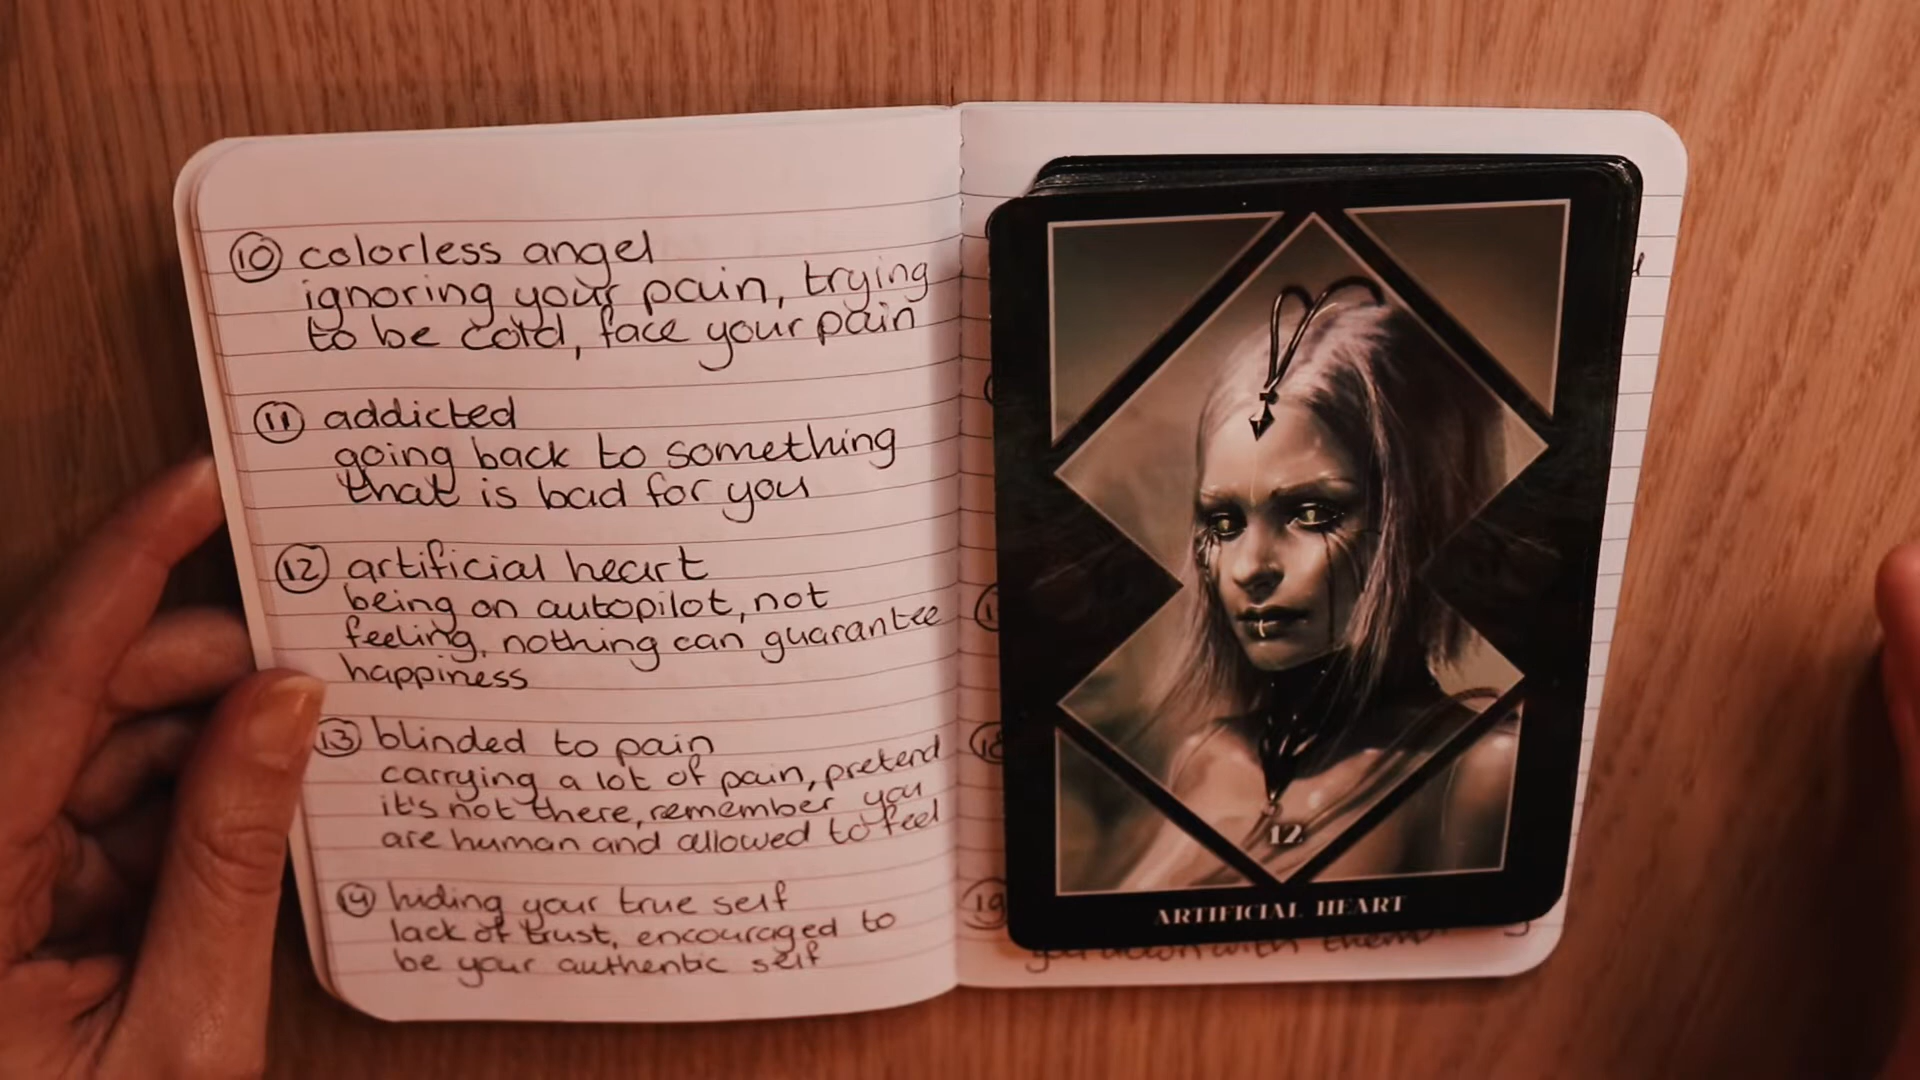 10 colorless angel
ignoring your pain, trying
to be cold, face your pain
11 addicted
going back to something
that is bad for you
12 artificial heart
being on autopilot, not
feeling, nothing can guarantee
happiness
13 blinded to pain
carrying a lot of pain, pretend
it's not there, remember you
are human and allowed to feel
14 hiding your true self
lack of trust, encouraged to
be your authentic self
12
ARTIFICIAL HEART
19
with them